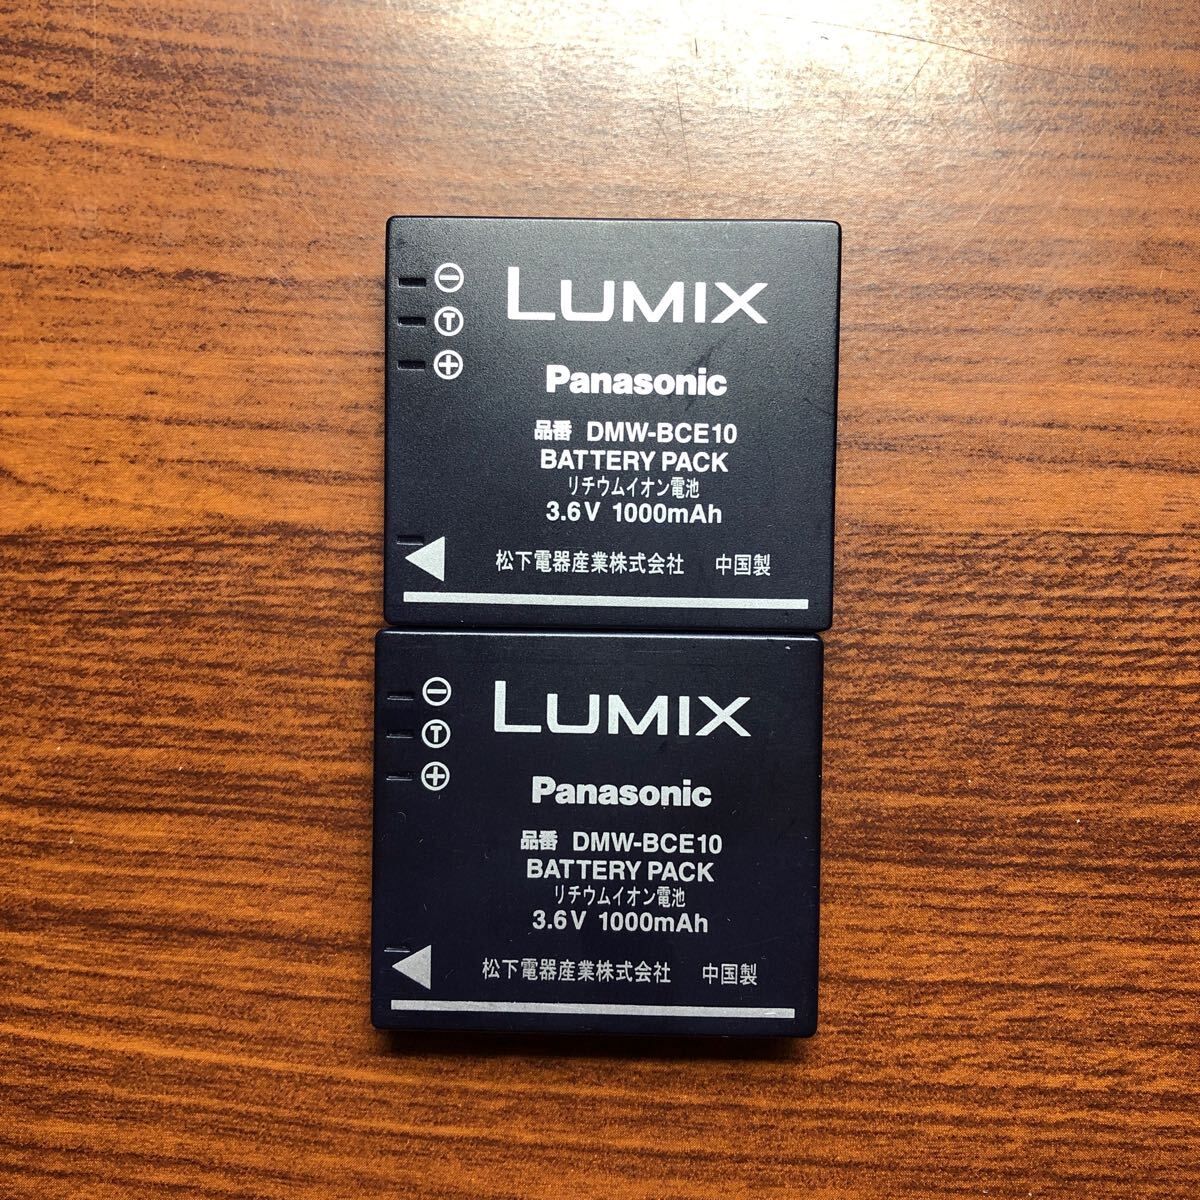 LUMIX
Panasonic
品番 DMW-BCE10
BATTERY PACK
リチウムイオン電池
3.6V 1000mAh
松下電器産業株式会社 中国製
− T +
LUMIX
Panasonic
品番 DMW-BCE10
BATTERY PACK
リチウムイオン電池
3.6V 1000mAh
松下電器産業株式会社 中国製
− T +